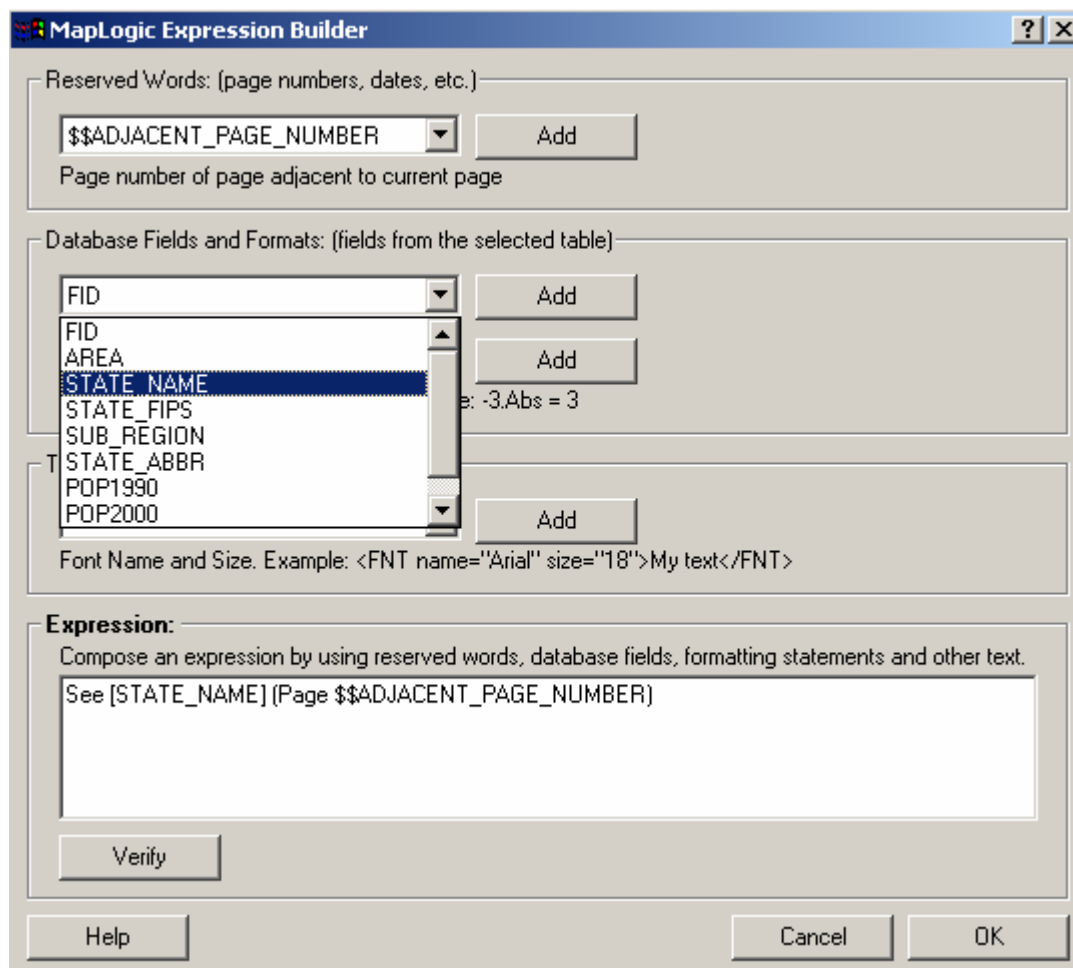 MapLogic Expression Builder
Reserved Words: (page numbers, dates, etc.)
$$ADJACENT_PAGE_NUMBER Add
Page number of page adjacent to current page
Database Fields and Formats: (fields from the selected table)
FID Add
FID
AREA Add
STATE_NAME
STATE_FIPS e: -3.Abs = 3
SUB_REGION
STATE_ABBR
T
POP1990
POP2000 Add
Font Name and Size. Example: <FNT name="Arial" size="18">My text</FNT>
Expression:
Compose an expression by using reserved words, database fields, formatting statements and other text.
See [STATE_NAME] (Page $$ADJACENT_PAGE_NUMBER)
Verify
Help Cancel OK